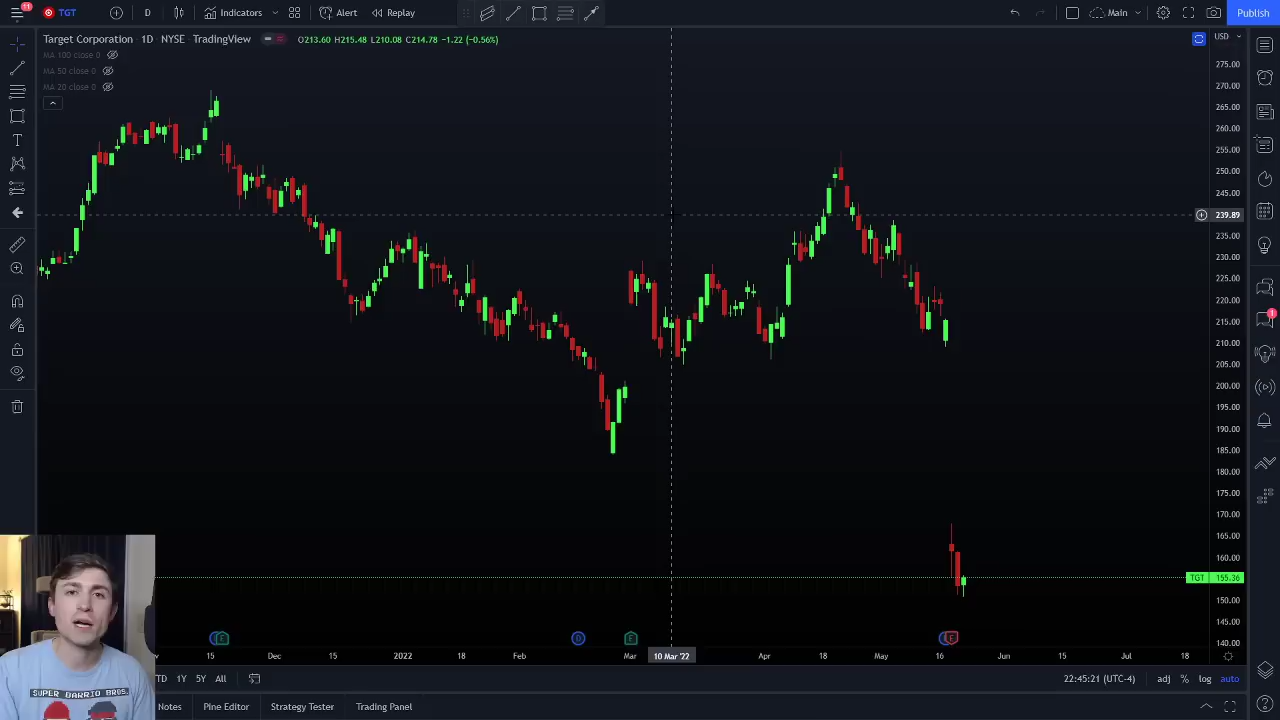 11
TGT
D
Indicators
Alert
Replay
Main
Publish
Target Corporation · 1D · NYSE · TradingView
O213.60 H215.48 L210.08 C214.78 −1.22 (−0.56%)
USD
MA 100 close 0
MA 50 close 0
MA 20 close 0
275.00
270.00
265.00
260.00
255.00
250.00
245.00
239.89
235.00
230.00
225.00
220.00
215.00
210.00
205.00
200.00
195.00
190.00
185.00
180.00
175.00
170.00
165.00
160.00
TGT 155.36
150.00
145.00
140.00
1
E
D
E
E
15
Dec
15
2022
18
Feb
Mar
10 Mar '22
Apr
18
May
16
Jun
15
Jul
18
TD
1Y
5Y
All
22:45:21 (UTC-4)
adj
%
log
auto
Notes
Pine Editor
Strategy Tester
Trading Panel
SUPER BARRIO BROS.